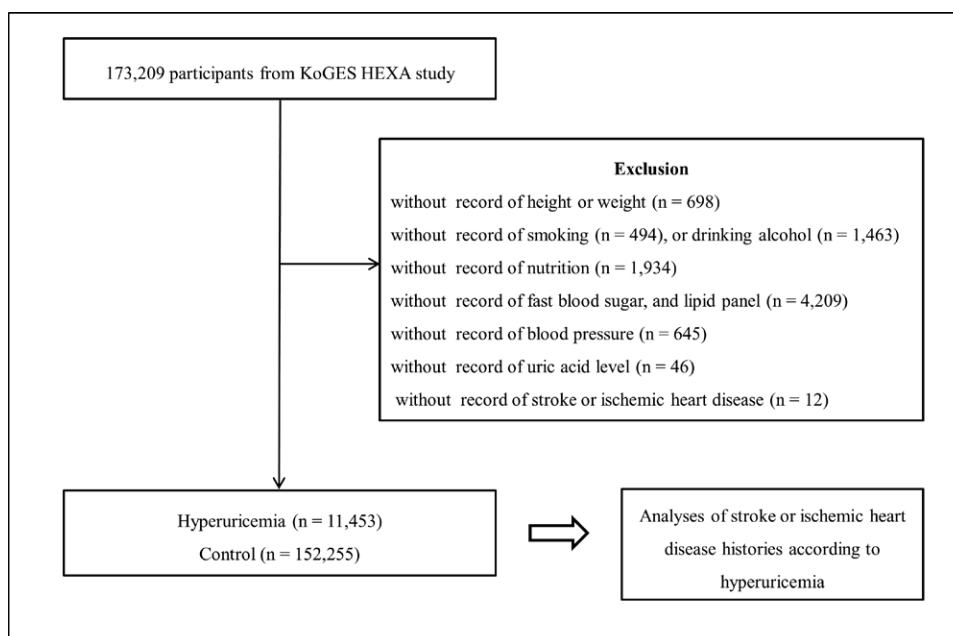 173,209 participants from KoGES HEXA study
Exclusion
without record of height or weight (n = 698)
without record of smoking (n = 494), or drinking alcohol (n = 1,463)
without record of nutrition (n = 1,934)
without record of fast blood sugar, and lipid panel (n = 4,209)
without record of blood pressure (n = 645)
without record of uric acid level (n = 46)
without record of stroke or ischemic heart disease (n = 12)
Hyperuricemia (n = 11,453)
Control (n = 152,255)
Analyses of stroke or ischemic heart
disease histories according to
hyperuricemia